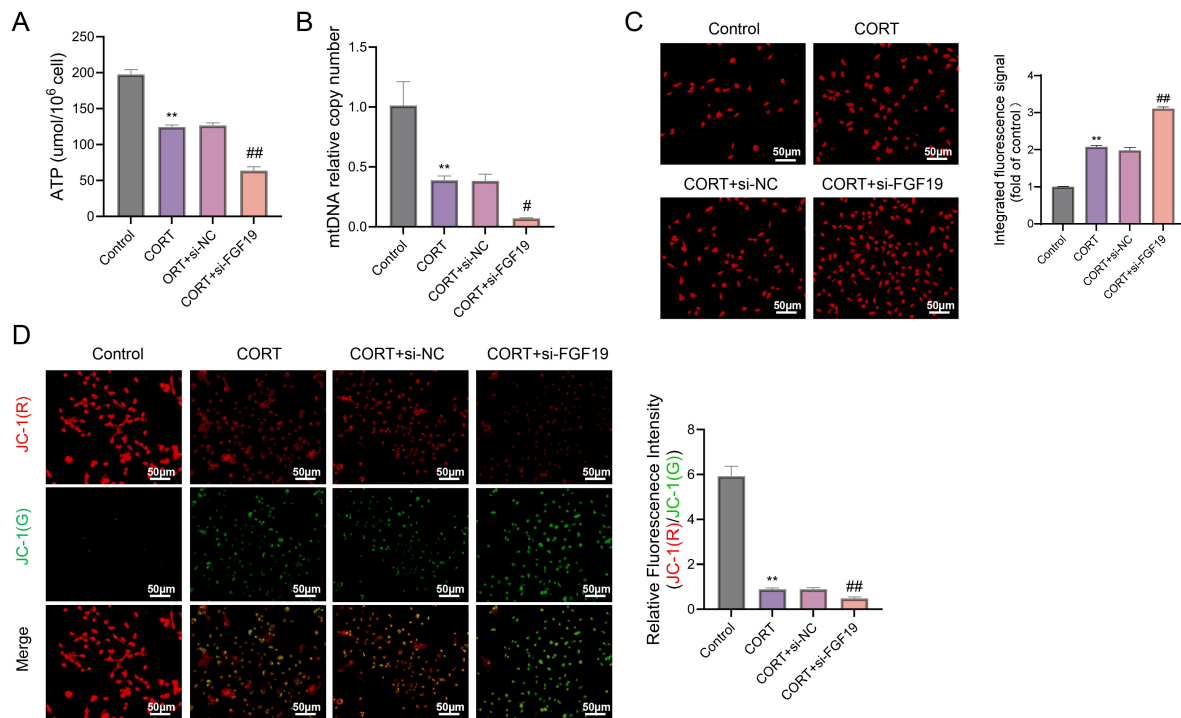 A
ATP (umol/10⁶ cell)
250
200
150
100
50
0
**
##
Control
CORT
ORT+si-NC
CORT+si-FGF19
B
mtDNA relative copy number
1.5
1.0
0.5
0.0
**
#
Control
CORT
CORT+si-NC
CORT+si-FGF19
C
Control
CORT
50μm
50μm
CORT+si-NC
CORT+si-FGF19
50μm
50μm
Integrated fluorescence signal
(fold of control)
4
3
2
1
0
**
##
Control
CORT
CORT+si-NC
CORT+si-FGF19
D
Control
CORT
CORT+si-NC
CORT+si-FGF19
JC-1(R)
50μm
50μm
50μm
50μm
JC-1(G)
50μm
50μm
50μm
50μm
Merge
50μm
50μm
50μm
50μm
Relative Fluorescenece Intensity
(JC-1(R)/JC-1(G))
8
6
4
2
0
**
##
Control
CORT
CORT+si-NC
CORT+si-FGF19